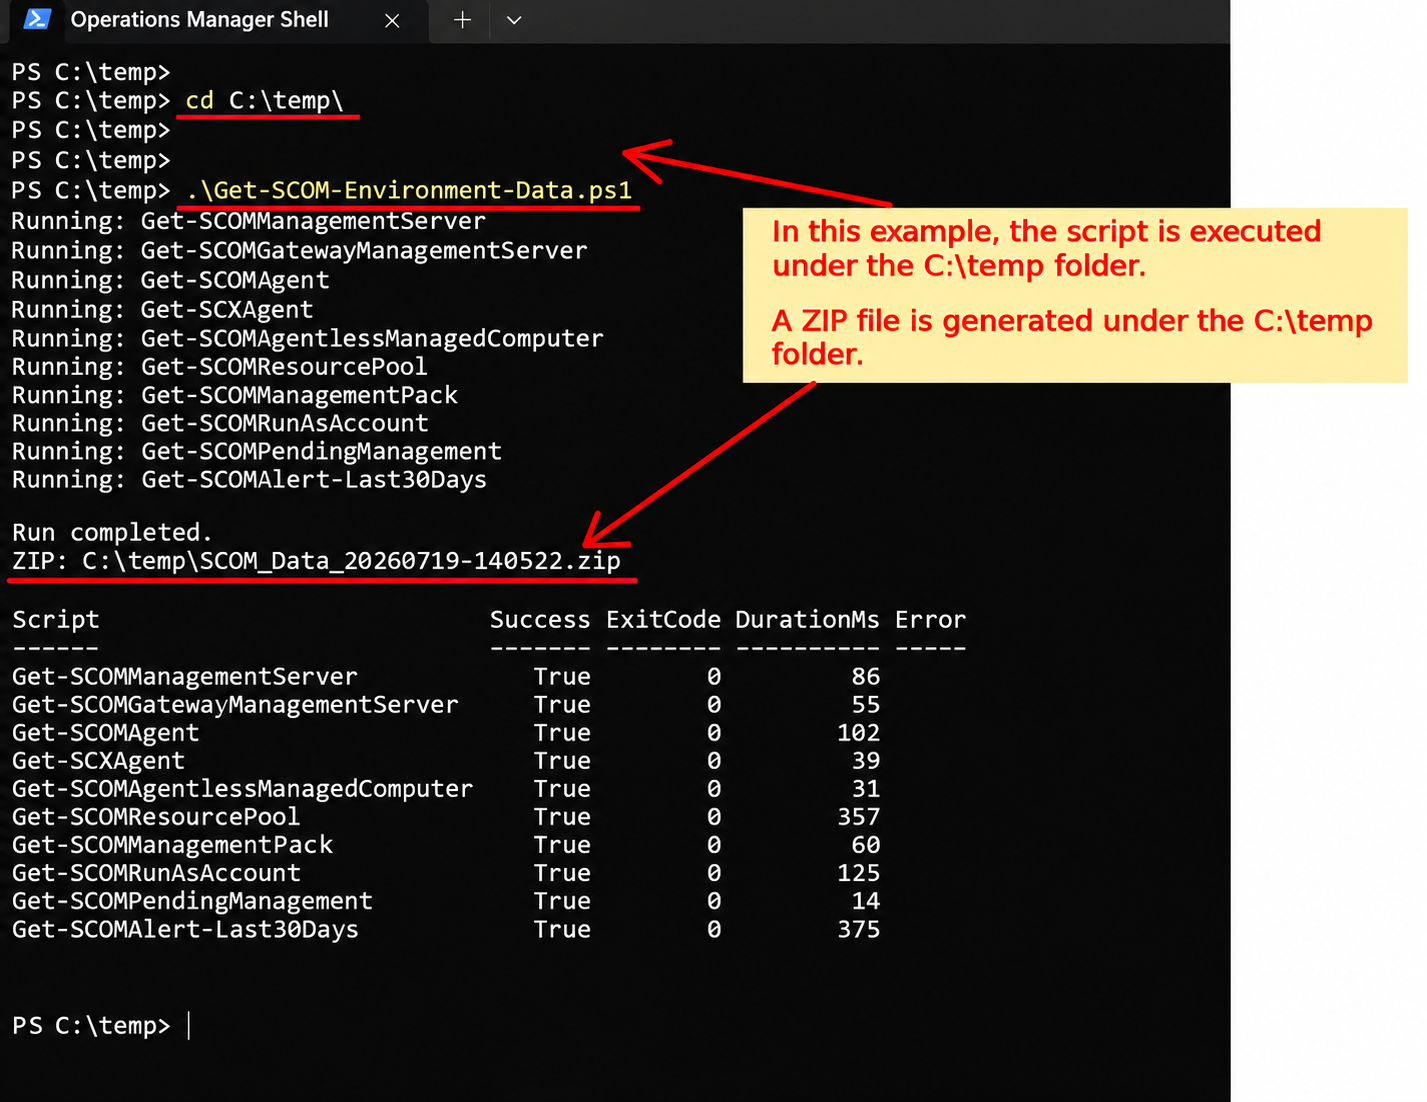 Operations Manager Shell
PS C:\temp>
PS C:\temp> cd C:\temp\
PS C:\temp>
PS C:\temp>
PS C:\temp> .\Get-SCOM-Environment-Data.ps1
Running: Get-SCOMManagementServer
Running: Get-SCOMGatewayManagementServer
Running: Get-SCOMAgent
Running: Get-SCXAgent
Running: Get-SCOMAgentlessManagedComputer
Running: Get-SCOMResourcePool
Running: Get-SCOMManagementPack
Running: Get-SCOMRunAsAccount
Running: Get-SCOMPendingManagement
Running: Get-SCOMAlert-Last30Days
In this example, the script is executed
under the C:\temp folder.
A ZIP file is generated under the C:\temp
folder.
Run completed.
ZIP: C:\temp\SCOM_Data_20260719-140522.zip
Script Success ExitCode DurationMs Error
------ ------- -------- ---------- -----
Get-SCOMManagementServer True 0 86
Get-SCOMGatewayManagementServer True 0 55
Get-SCOMAgent True 0 102
Get-SCXAgent True 0 39
Get-SCOMAgentlessManagedComputer True 0 31
Get-SCOMResourcePool True 0 357
Get-SCOMManagementPack True 0 60
Get-SCOMRunAsAccount True 0 125
Get-SCOMPendingManagement True 0 14
Get-SCOMAlert-Last30Days True 0 375
PS C:\temp>